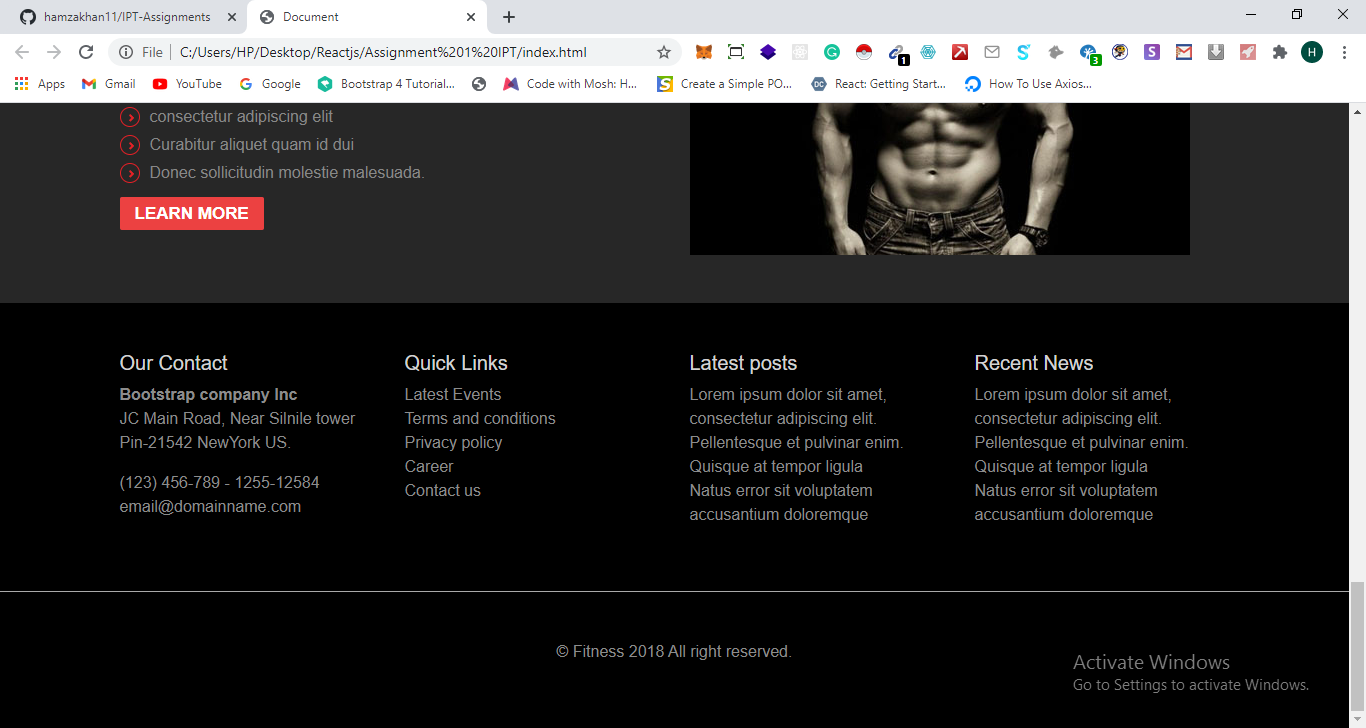 hamzakhan11/IPT-Assignments
Document
File
C:/Users/HP/Desktop/Reactjs/Assignment%201%20IPT/index.html
1
3
S
H
Apps
Gmail
YouTube
Google
Bootstrap 4 Tutorial...
Code with Mosh: H...
Create a Simple PO...
DC
React: Getting Start...
How To Use Axios...
consectetur adipiscing elit
Curabitur aliquet quam id dui
Donec sollicitudin molestie malesuada.
LEARN MORE
Our Contact
Bootstrap company Inc
JC Main Road, Near Silnile tower
Pin-21542 NewYork US.
(123) 456-789 - 1255-12584
email@domainname.com
Quick Links
Latest Events
Terms and conditions
Privacy policy
Career
Contact us
Latest posts
Lorem ipsum dolor sit amet,
consectetur adipiscing elit.
Pellentesque et pulvinar enim.
Quisque at tempor ligula
Natus error sit voluptatem
accusantium doloremque
Recent News
Lorem ipsum dolor sit amet,
consectetur adipiscing elit.
Pellentesque et pulvinar enim.
Quisque at tempor ligula
Natus error sit voluptatem
accusantium doloremque
© Fitness 2018 All right reserved.
Activate Windows
Go to Settings to activate Windows.